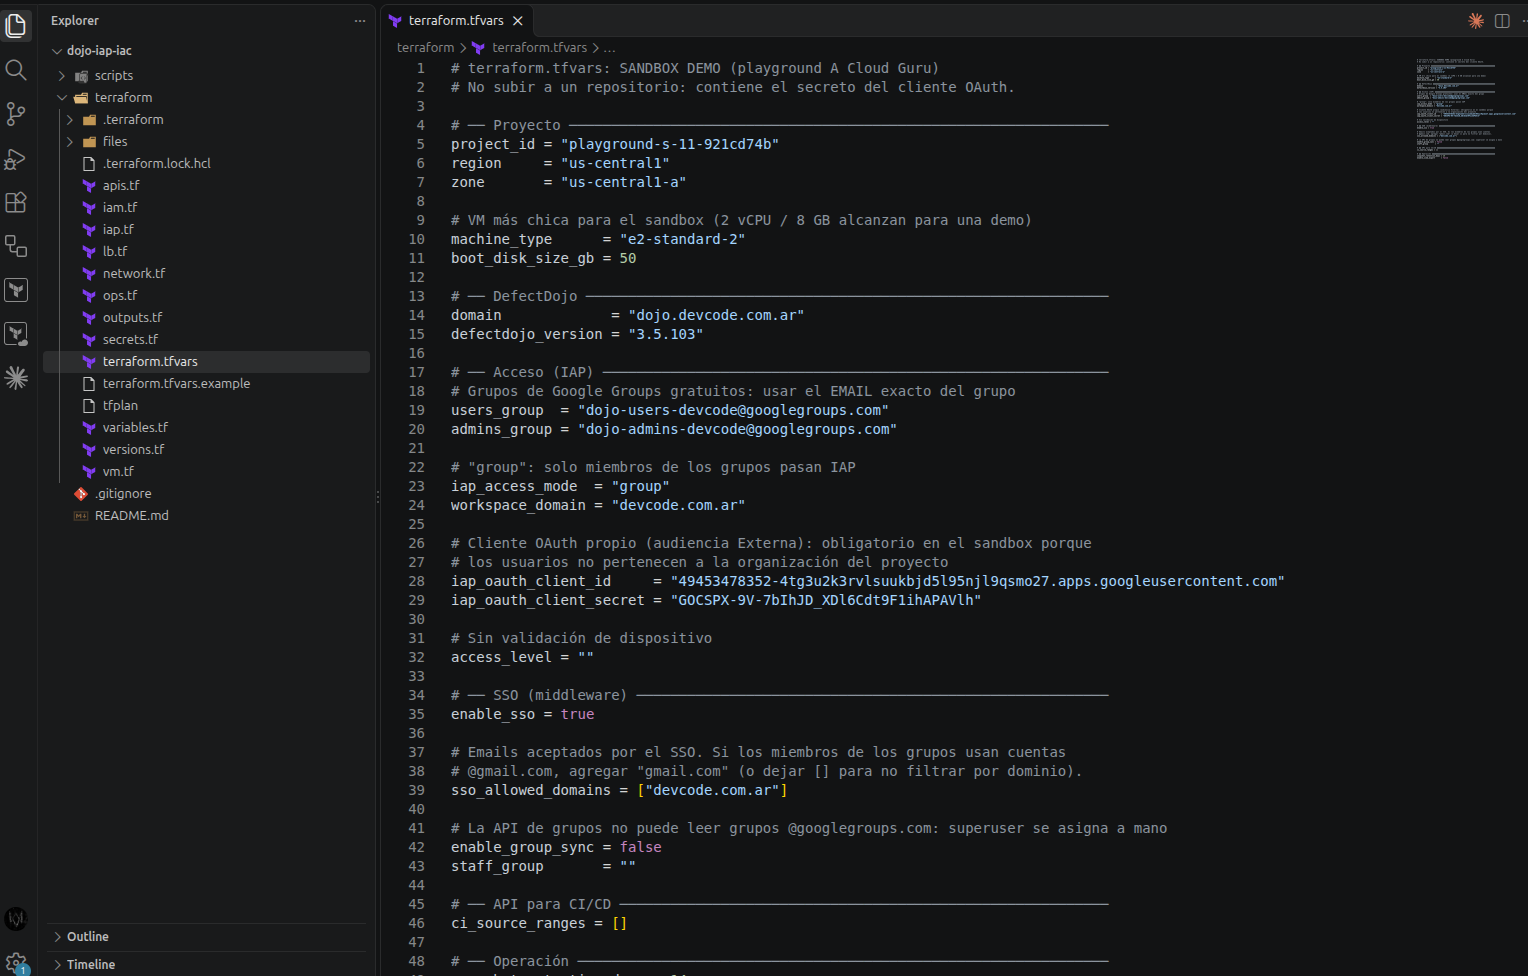 Explorer
dojo-iap-iac
scripts
terraform
.terraform
files
.terraform.lock.hcl
apis.tf
iam.tf
iap.tf
lb.tf
network.tf
ops.tf
outputs.tf
secrets.tf
terraform.tfvars
terraform.tfvars.example
tfplan
variables.tf
versions.tf
vm.tf
.gitignore
README.md
Outline
Timeline
1
terraform.tfvars
terraform > terraform.tfvars > ...
1 # terraform.tfvars: SANDBOX DEMO (playground A Cloud Guru)
2 # No subir a un repositorio: contiene el secreto del cliente OAuth.
3
4 # —— Proyecto ——
5 project_id = "playground-s-11-921cd74b"
6 region     = "us-central1"
7 zone       = "us-central1-a"
8
9 # VM más chica para el sandbox (2 vCPU / 8 GB alcanzan para una demo)
10 machine_type      = "e2-standard-2"
11 boot_disk_size_gb = 50
12
13 # —— DefectDojo ——
14 domain             = "dojo.devcode.com.ar"
15 defectdojo_version = "3.5.103"
16
17 # —— Acceso (IAP) ——
18 # Grupos de Google Groups gratuitos: usar el EMAIL exacto del grupo
19 users_group  = "dojo-users-devcode@googlegroups.com"
20 admins_group = "dojo-admins-devcode@googlegroups.com"
21
22 # "group": solo miembros de los grupos pasan IAP
23 iap_access_mode  = "group"
24 workspace_domain = "devcode.com.ar"
25
26 # Cliente OAuth propio (audiencia Externa): obligatorio en el sandbox porque
27 # los usuarios no pertenecen a la organización del proyecto
28 iap_oauth_client_id     = "49453478352-4tg3u2k3rvlsuukbjd5l95njl9qsmo27.apps.googleusercontent.com"
29 iap_oauth_client_secret = "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"
30
31 # Sin validación de dispositivo
32 access_level = ""
33
34 # —— SSO (middleware) ——
35 enable_sso = true
36
37 # Emails aceptados por el SSO. Si los miembros de los grupos usan cuentas
38 # @gmail.com, agregar "gmail.com" (o dejar [] para no filtrar por dominio).
39 sso_allowed_domains = ["devcode.com.ar"]
40
41 # La API de grupos no puede leer grupos @googlegroups.com: superuser se asigna a mano
42 enable_group_sync = false
43 staff_group       = ""
44
45 # —— API para CI/CD ——
46 ci_source_ranges = []
47
48 # —— Operación ——